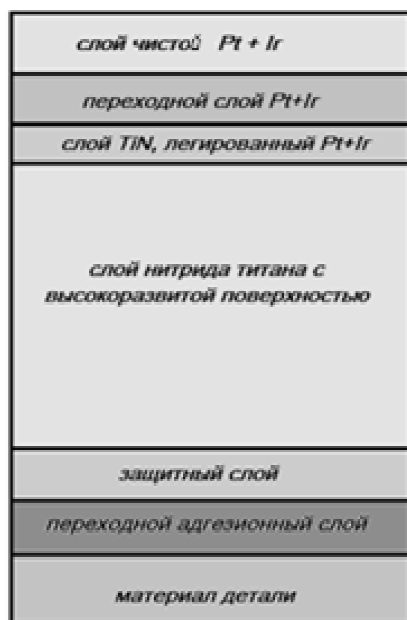 слой чистой Pt + Ir
переходной слой Pt+Ir
слой TiN, легированный Pt+Ir
слой нитрида титана с
высокоразвитой поверхностью
защитный слой
переходной адгезионный слой
материал детали